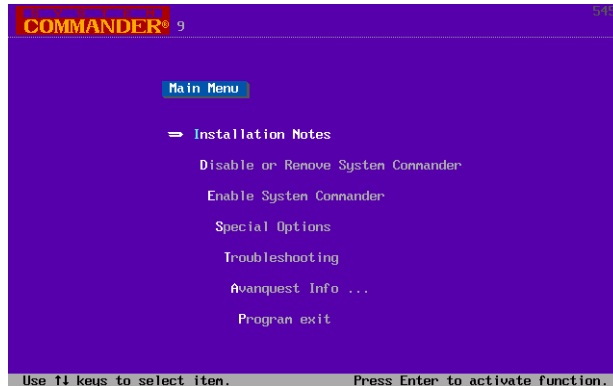 COMMANDER® 9
545
Main Menu
Installation Notes
Disable or Remove System Commander
Enable System Commander
Special Options
Troubleshooting
Avanquest Info ...
Program exit
Use ↑↓ keys to select item. Press Enter to activate function.